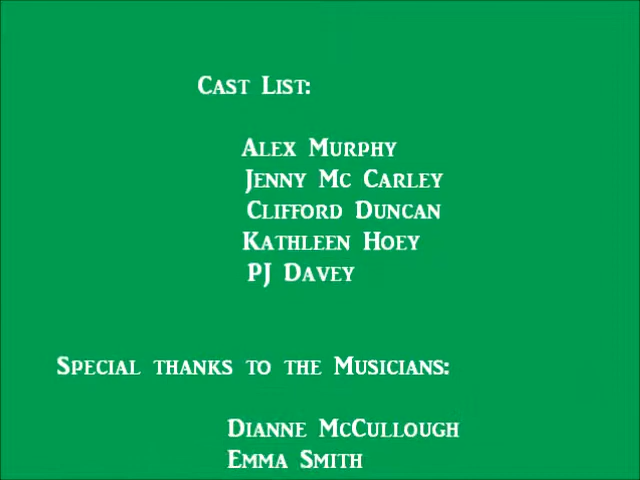 Cast List:
Alex Murphy
Jenny Mc Carley
Clifford Duncan
Kathleen Hoey
PJ Davey
Special thanks to the Musicians:
Dianne McCullough
Emma Smith